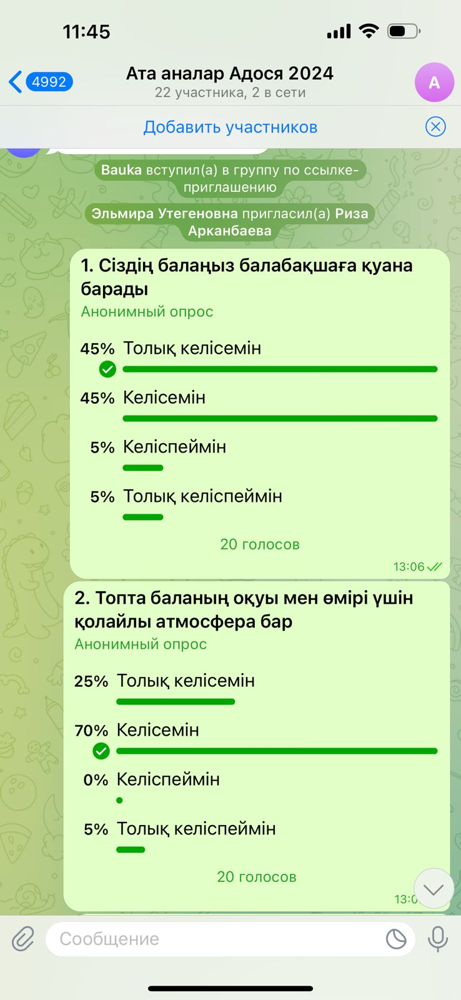 11:45
4992
Ата аналар Адося 2024
22 участника, 2 в сети
А
Добавить участников
Bauka вступил(а) в группу по ссылке-
приглашению
Эльмира Утегеновна пригласил(а) Риза
Арканбаева
1. Сіздің балаңыз балабақшаға қуана
барады
Анонимный опрос
45% Толық келісемін
45% Келісемін
5% Келіспеймін
5% Толық келіспеймін
20 голосов
13:06
2. Топта баланың оқуы мен өмірі үшін
қолайлы атмосфера бар
Анонимный опрос
25% Толық келісемін
70% Келісемін
0% Келіспеймін
5% Толық келіспеймін
20 голосов
Сообщение